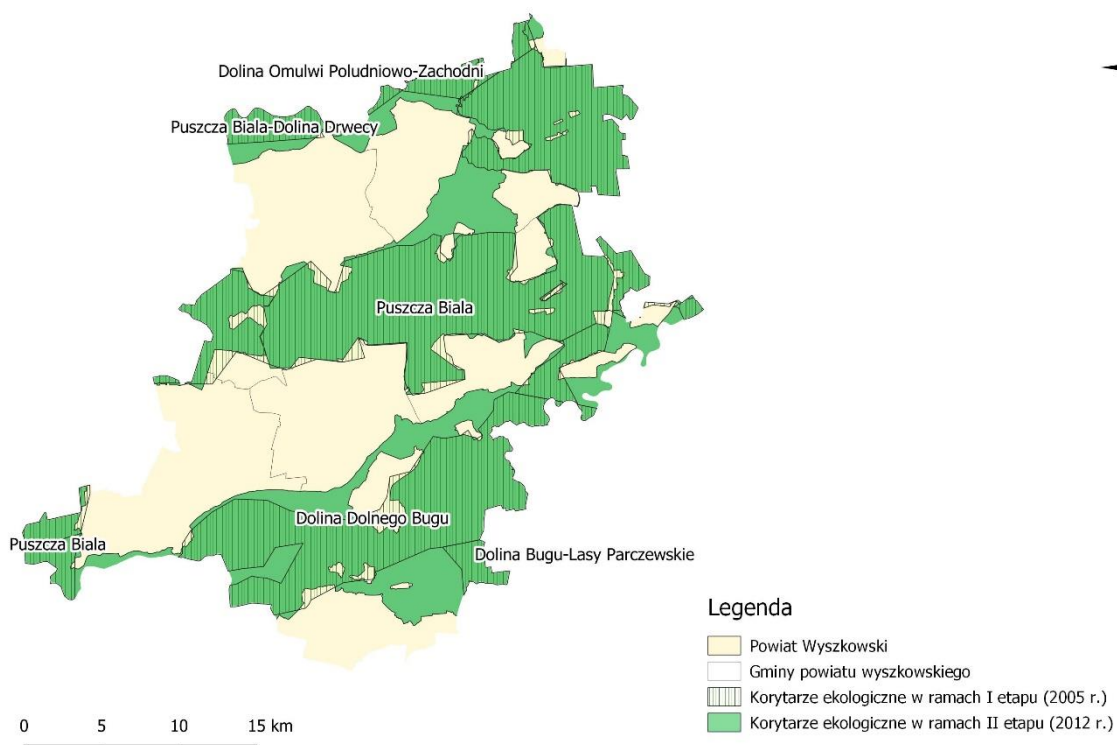 Dolina Omulwi Poludniowo-Zachodni
Puszcza Biala-Dolina Drwecy
Puszcza Biala
Dolina Dolnego Bugu
Puszcza Biala
Dolina Bugu-Lasy Parczewskie
Legenda
Powiat Wyszkowski
Gminy powiatu wyszkowskiego
Korytarze ekologiczne w ramach I etapu (2005 r.)
Korytarze ekologiczne w ramach II etapu (2012 r.)
0 5 10 15 km